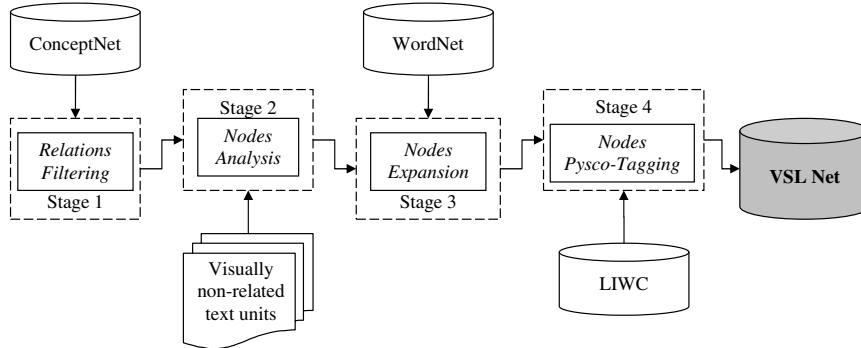 ConceptNet
WordNet
Stage 2
Stage 4
Relations
Filtering
Stage 1
Nodes
Analysis
Nodes
Expansion
Stage 3
Nodes
Pysco-Tagging
VSL Net
Visually
non-related
text units
LIWC